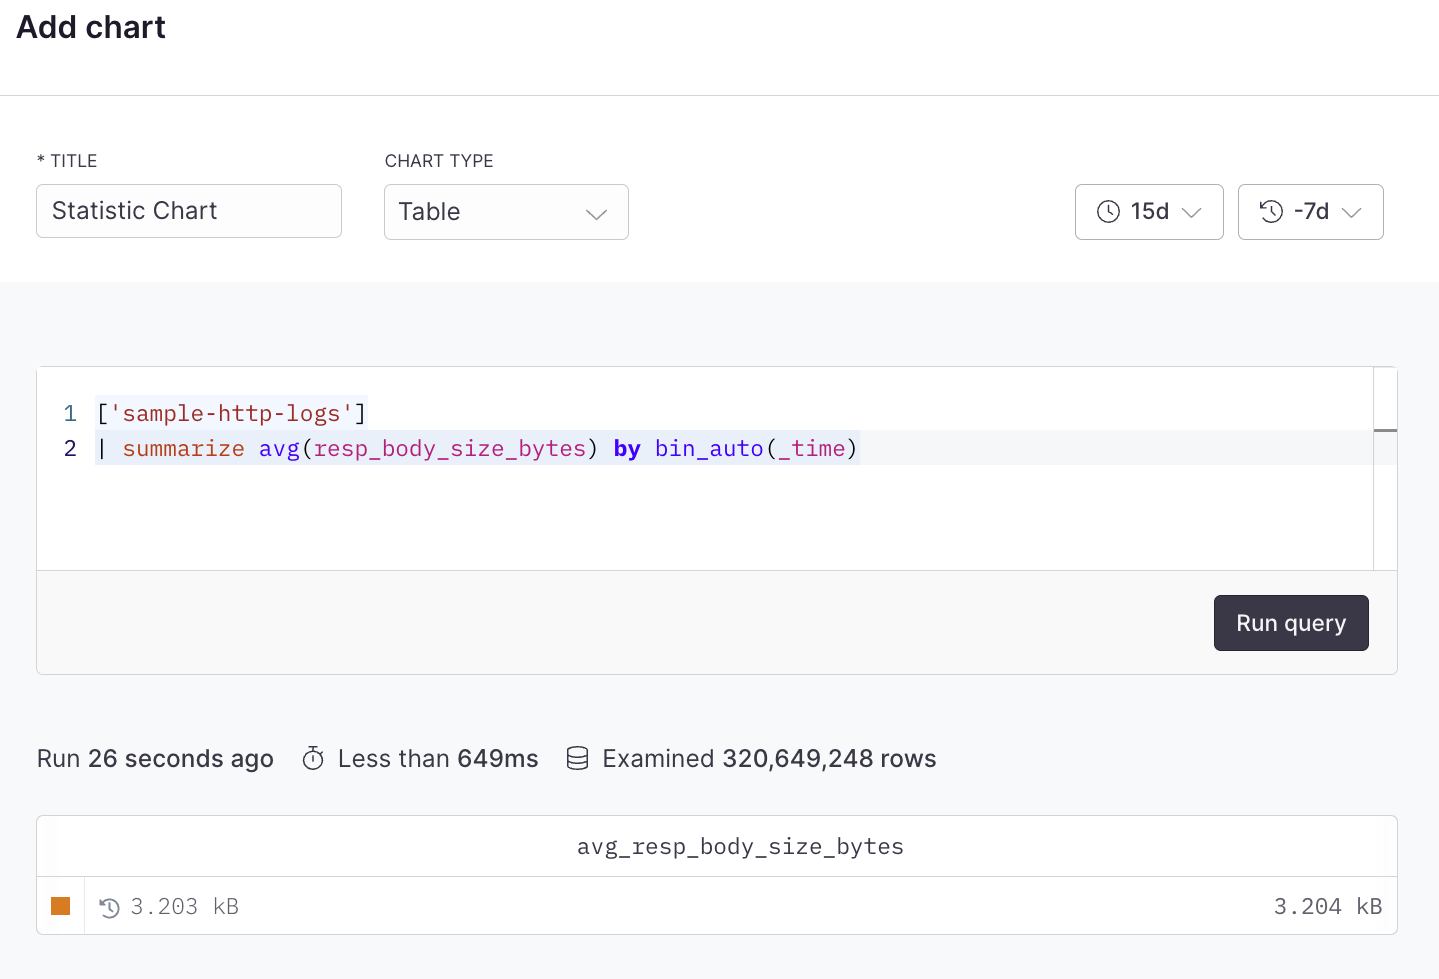 Add chart
* TITLE
CHART TYPE
Statistic Chart
Table
15d
-7d
1 ['sample-http-logs']
2 | summarize avg(resp_body_size_bytes) by bin_auto(_time)
Run query
Run 26 seconds ago Less than 649ms Examined 320,649,248 rows
avg_resp_body_size_bytes
3.203 kB 3.204 kB